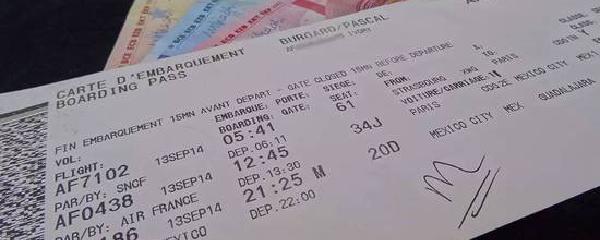 CARTE D'EMBARQUEMENT BURGARD/PASCAL
BOARDING PASS
FIN EMBARQUEMENT 15MN AVANT DEPART - GATE CLOSED 15MN BEFORE DEPARTURE
VOL: EMBARQUE: PORTE: SIEGE: DE:
FLIGHT: BOARDING: GATE: SEAT: FROM:
AF7102 13SEP14 05:41 61 STRASBOURG PARIS
PAR/BY: SNCF DEP.06:11 VOITURE/CARRIAGE:
AF0438 13SEP14 12:45 34J PARIS MEXICO CITY
PAR/BY: AIR FRANCE DEP.13:30
186 13SEP14 21:25 M 20D MEXICO CITY MEX GUADALAJARA
DEP.22:00